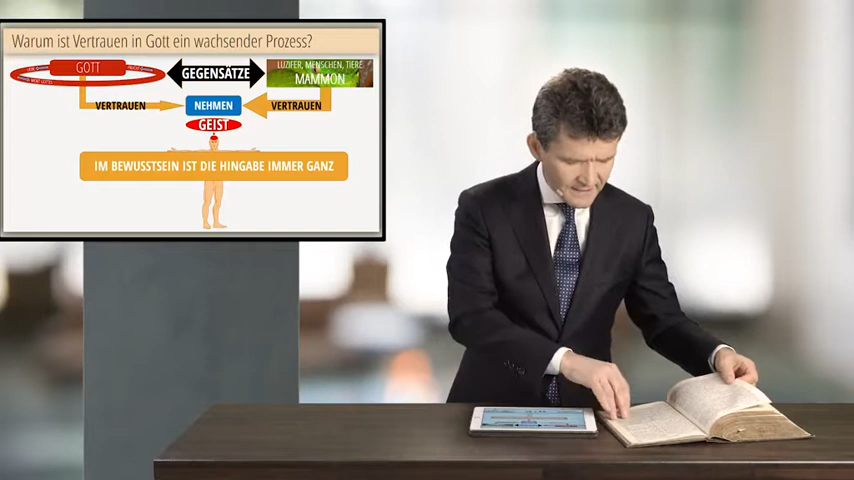 Warum ist Vertrauen in Gott ein wachsender Prozess?
GOTT
GEGENSÄTZE
LUZIFER, MENSCHEN, TIERE
MAMMON
VERTRAUEN
NEHMEN
VERTRAUEN
GEIST
IM BEWUSSTSEIN IST DIE HINGABE IMMER GANZ